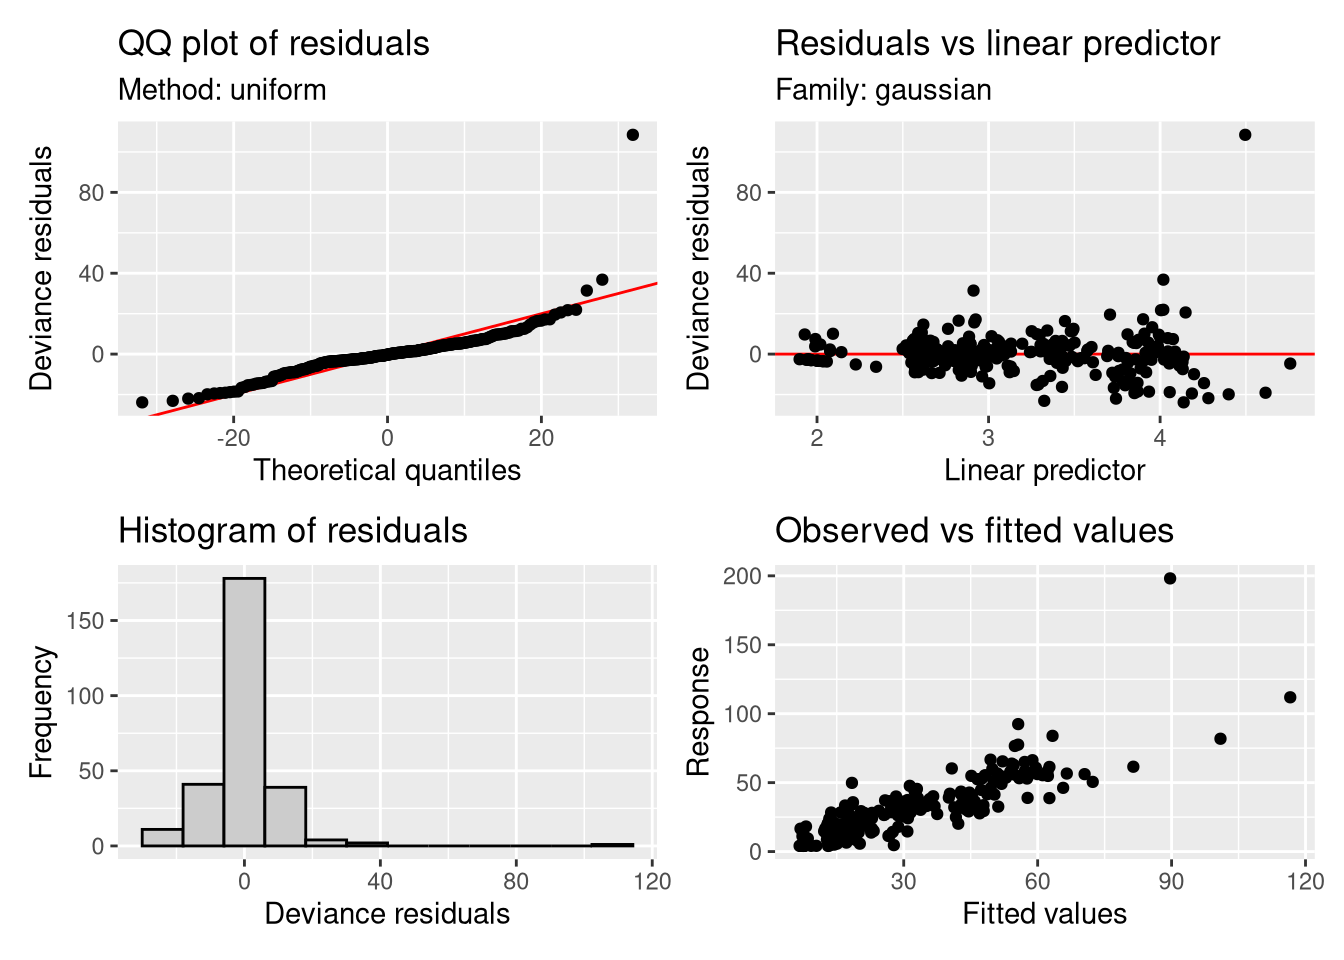 QQ plot of residuals
Method: uniform
Deviance residuals
80
40
0
-20
0
20
Theoretical quantiles
Residuals vs linear predictor
Family: gaussian
Deviance residuals
80
40
0
2
3
4
Linear predictor
Histogram of residuals
Frequency
150
100
50
0
0
40
80
120
Deviance residuals
Observed vs fitted values
Response
200
150
100
50
0
30
60
90
120
Fitted values